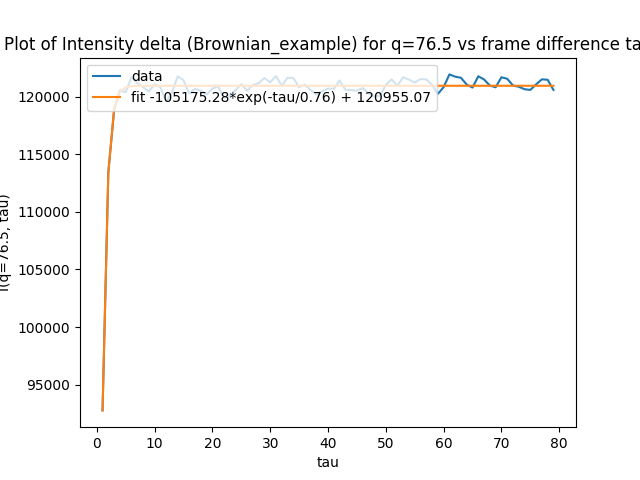 Plot of Intensity delta (Brownian_example) for q=76.5 vs frame difference ta
data
fit -105175.28*exp(-tau/0.76) + 120955.07
120000
115000
110000
105000
100000
95000
I(q=76.5, tau)
0 10 20 30 40 50 60 70 80
tau